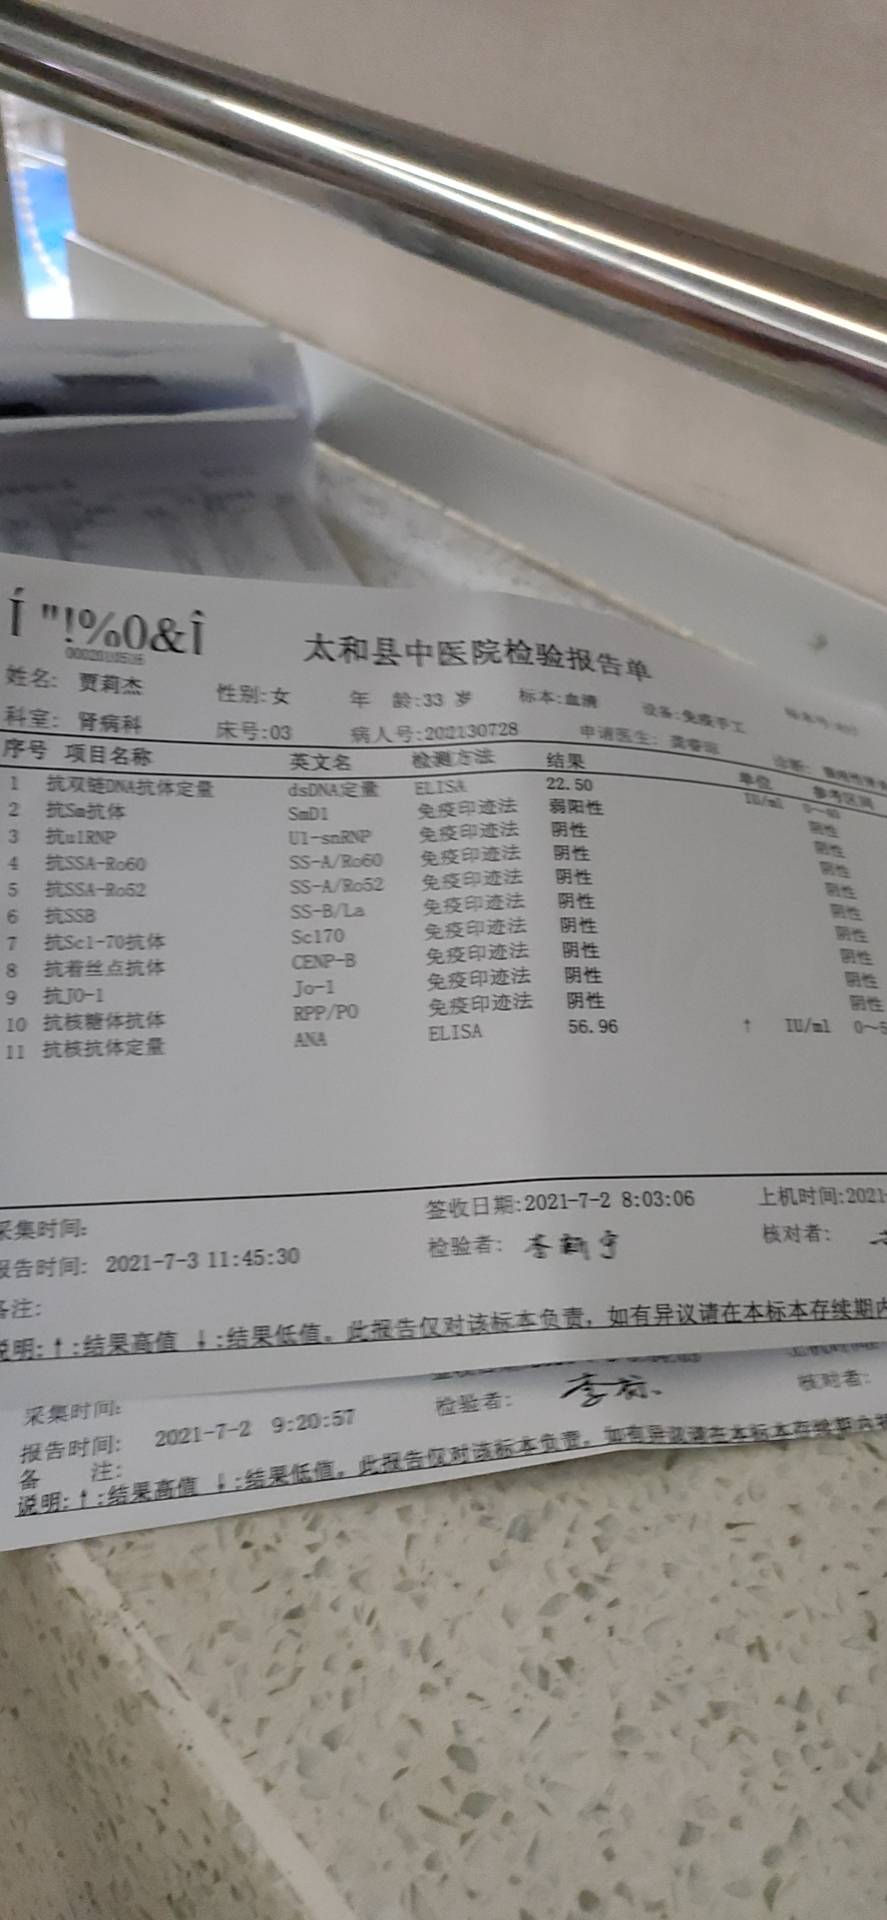 Í "!%0&Î
太和县中医院检验报告单
姓名: 贾莉杰 性别:女 年 龄:33 岁 标本:血清 设备:免疫手工
科室: 肾病科 床号:03 病人号:202130728 申请医生: 诊断:
序号 项目名称 英文名 检测方法 结果 单位 参考区间
1 抗双链DNA抗体定量 dsDNA定量 ELISA 22.50 IU/ml
2 抗Sm抗体 SmD1 免疫印迹法 弱阳性 阴性
3 抗u1RNP U1-snRNP 免疫印迹法 阴性 阴性
4 抗SSA-Ro60 SS-A/Ro60 免疫印迹法 阴性 阴性
5 抗SSA-Ro52 SS-A/Ro52 免疫印迹法 阴性 阴性
6 抗SSB SS-B/La 免疫印迹法 阴性 阴性
7 抗Scl-70抗体 Scl70 免疫印迹法 阴性 阴性
8 抗着丝点抗体 CENP-B 免疫印迹法 阴性 阴性
9 抗JO-1 Jo-1 免疫印迹法 阴性 阴性
10 抗核糖体抗体 RPP/P0 免疫印迹法 阴性 阴性
11 抗核抗体定量 ANA ELISA 56.96 ↑ IU/ml 0~
采集时间: 签收日期:2021-7-2 8:03:06 上机时间:2021-
报告时间: 2021-7-3 11:45:30 检验者: 核对者:
备注:
说明:↑:结果高值 ↓:结果低值。此报告仅对该标本负责，如有异议请在本标本存续期内
采集时间:
报告时间: 2021-7-2 9:20:57 检验者: 核对者:
备 注:
说明:↑:结果高值 ↓:结果低值。此报告仅对该标本负责，如有异议请在本标本存续期内